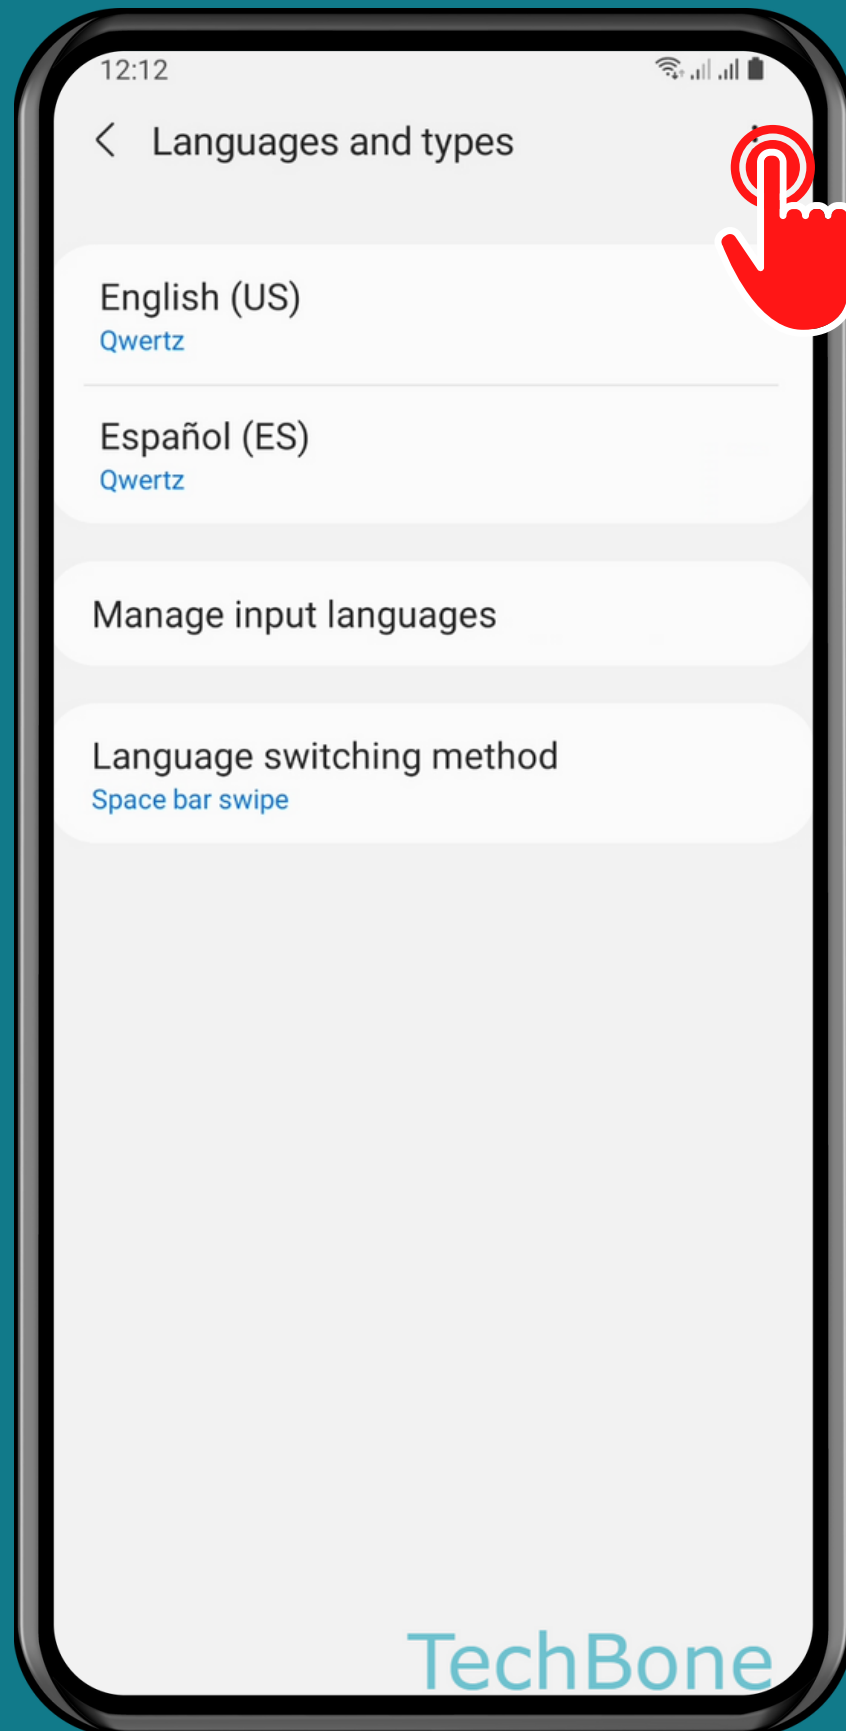 12:12
Languages and types
English (US)
Qwertz
Español (ES)
Qwertz
Manage input languages
Language switching method
Space bar swipe
TechBone